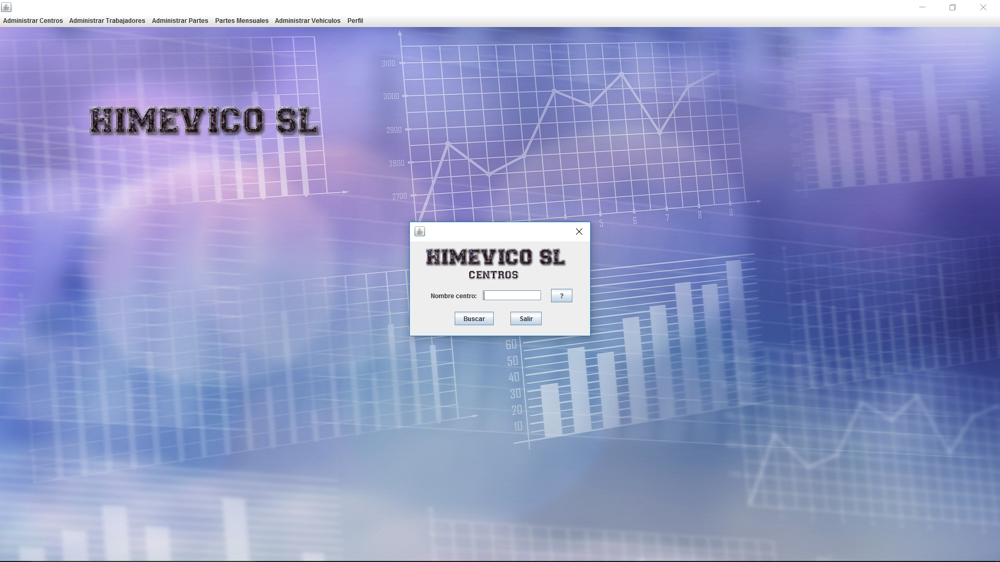 Administrar Centros Administrar Trabajadores Administrar Partes Partes Mensuales Administrar Vehiculos Perfil
HIMEVICO SL
3100
3000
2900
2800
2700
5 6 7 8 9
HIMEVICO SL
CENTROS
Nombre centro: ?
Buscar Salir
60
50
40
30
20
10